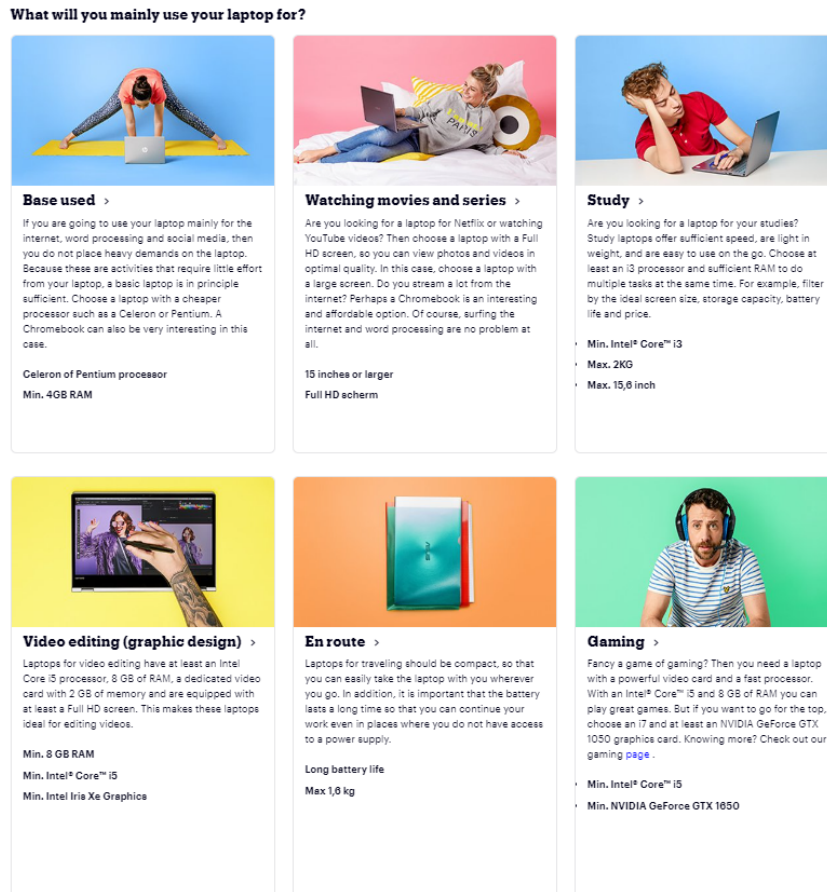 What will you mainly use your laptop for?
Base used >
If you are going to use your laptop mainly for the
internet, word processing and social media, then
you do not place heavy demands on the laptop.
Because these are activities that require little effort
from your laptop, a basic laptop is in principle
sufficient. Choose a laptop with a cheaper
processor such as a Celeron or Pentium. A
Chromebook can also be very interesting in this
case.
Celeron of Pentium processor
Min. 4GB RAM
PARIS
Watching movies and series >
Are you looking for a laptop for Netflix or watching
YouTube videos? Then choose a laptop with a Full
HD screen, so you can view photos and videos in
optimal quality. In this case, choose a laptop with
a large screen. Do you stream a lot from the
internet? Perhaps a Chromebook is an interesting
and affordable option. Of course, surfing the
internet and word processing are no problem at
all.
15 inches or larger
Full HD scherm
Study >
Are you looking for a laptop for your studies?
Study laptops offer sufficient speed, are light in
weight, and are easy to use on the go. Choose at
least an i3 processor and sufficient RAM to do
multiple tasks at the same time. For example, filter
by the ideal screen size, storage capacity, battery
life and price.
Min. Intel® Core™ i3
Max. 2KG
Max. 15,6 inch
Video editing (graphic design) >
Laptops for video editing have at least an Intel
Core i5 processor, 8 GB of RAM, a dedicated video
card with 2 GB of memory and are equipped with
at least a Full HD screen. This makes these laptops
ideal for editing videos.
Min. 8 GB RAM
Min. Intel® Core™ i5
Min. Intel Iris Xe Graphics
ASUS
En route >
Laptops for traveling should be compact, so that
you can easily take the laptop with you wherever
you go. In addition, it is important that the battery
lasts a long time so that you can continue your
work even in places where you do not have access
to a power supply.
Long battery life
Max 1,6 kg
Gaming >
Fancy a game of gaming? Then you need a laptop
with a powerful video card and a fast processor.
With an Intel® Core™ i5 and 8 GB of RAM you can
play great games. But if you want to go for the top,
choose an i7 and at least an NVIDIA GeForce GTX
1050 graphics card. Knowing more? Check out our
gaming page .
Min. Intel® Core™ i5
Min. NVIDIA GeForce GTX 1650